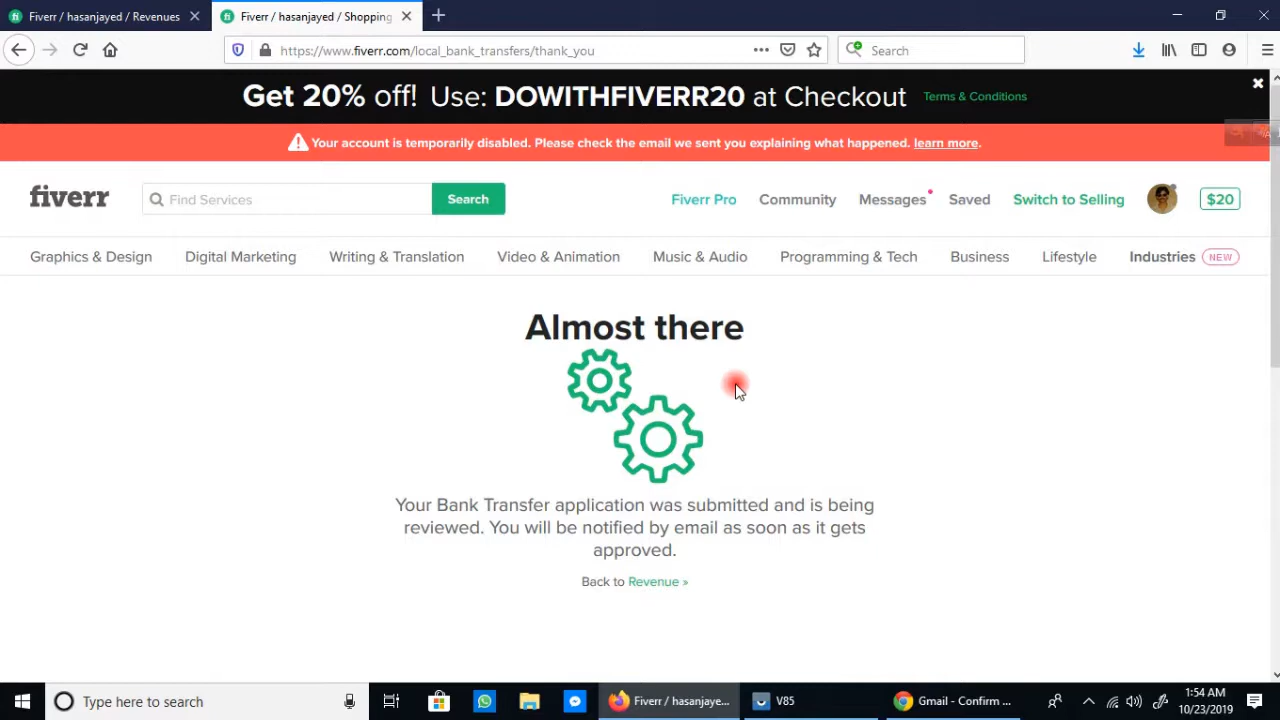 Fiverr / hasanjayed / Revenues
Fiverr / hasanjayed / Shopping
https://www.fiverr.com/local_bank_transfers/thank_you
Search
Get 20% off! Use: DOWITHFIVERR20 at Checkout Terms & Conditions
Your account is temporarily disabled. Please check the email we sent you explaining what happened. learn more.
fiverr
Find Services
Search
Fiverr Pro
Community
Messages
Saved
Switch to Selling
$20
Graphics & Design
Digital Marketing
Writing & Translation
Video & Animation
Music & Audio
Programming & Tech
Business
Lifestyle
Industries NEW
Almost there
Your Bank Transfer application was submitted and is being
reviewed. You will be notified by email as soon as it gets
approved.
Back to Revenue »
Type here to search
Fiverr / hasanjaye...
V85
Gmail - Confirm ...
1:54 AM
10/23/2019